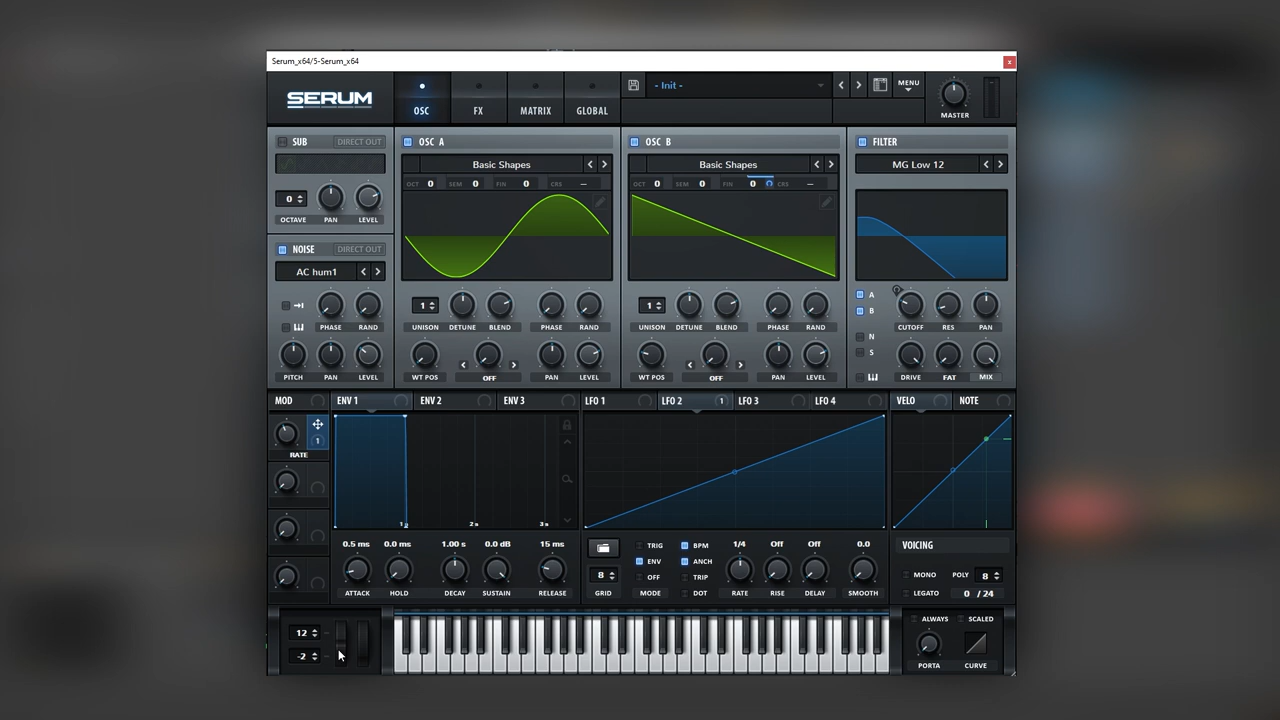 Serum_x64/5-Serum_x64
SERUM
OSC FX MATRIX GLOBAL
- Init -
MENU
MASTER
SUB DIRECT OUT
0
OCTAVE PAN LEVEL
NOISE DIRECT OUT
AC hum1
PHASE RAND
PITCH PAN LEVEL
OSC A
Basic Shapes
OCT 0 SEM 0 FIN 0 CRS –
1
UNISON DETUNE BLEND PHASE RAND
WT POS OFF PAN LEVEL
OSC B
Basic Shapes
OCT 0 SEM 0 FIN 0 CRS –
1
UNISON DETUNE BLEND PHASE RAND
WT POS OFF PAN LEVEL
FILTER
MG Low 12
A
B
N
S
CUTOFF RES PAN
DRIVE FAT MIX
MOD ENV 1 ENV 2 ENV 3 LFO 1 LFO 2 1 LFO 3 LFO 4 VELO NOTE
1
RATE
2 s 3 s
0.5 ms 0.0 ms 1.00 s 0.0 dB 15 ms
ATTACK HOLD DECAY SUSTAIN RELEASE
8
GRID
TRIG
ENV
OFF
MODE
BPM
ANCH
TRIP
DOT
1/4 Off Off 0.0
RATE RISE DELAY SMOOTH
VOICING
MONO POLY 8
LEGATO 0 / 24
12
-2
ALWAYS SCALED
PORTA CURVE